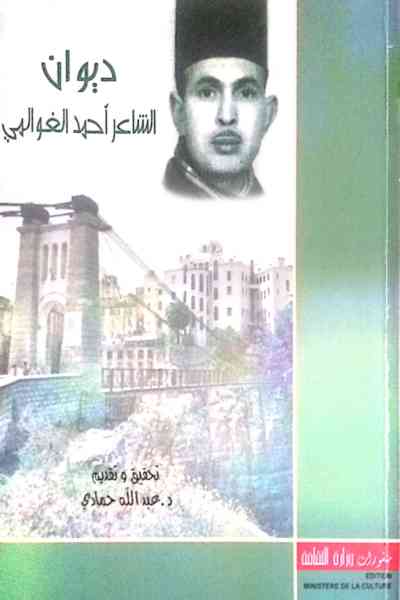 ديوان
الشاعر أحمد الغوالمي
تحقيق و تقديم
د. عبد الله حمادي
منشورات وزارة الثقافة
EDITION
MINISTERE DE LA CULTURE